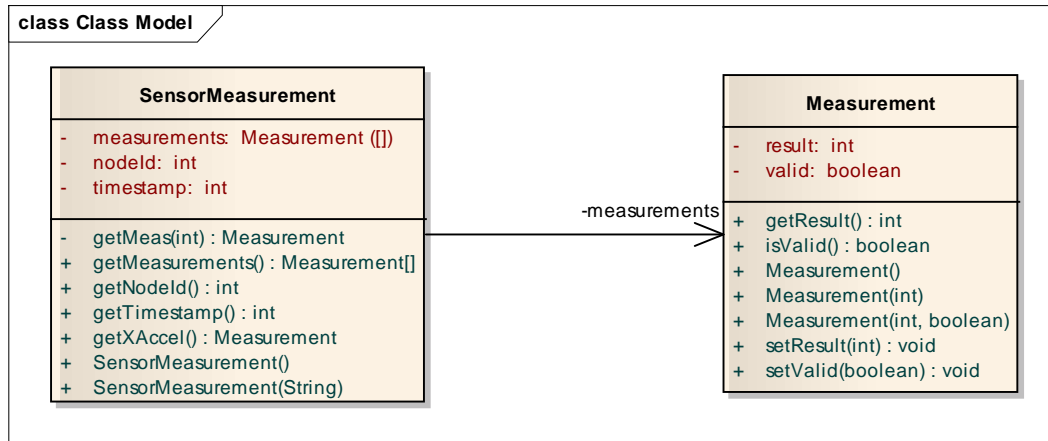 class Class Model
SensorMeasurement
- measurements: Measurement ([])
- nodeId: int
- timestamp: int
- getMeas(int) : Measurement
+ getMeasurements() : Measurement[]
+ getNodeId() : int
+ getTimestamp() : int
+ getXAccel() : Measurement
+ SensorMeasurement()
+ SensorMeasurement(String)
-measurements
Measurement
- result: int
- valid: boolean
+ getResult() : int
+ isValid() : boolean
+ Measurement()
+ Measurement(int)
+ Measurement(int, boolean)
+ setResult(int) : void
+ setValid(boolean) : void